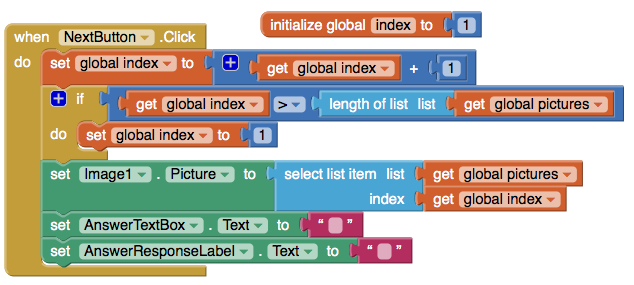 initialize global index to 1
when NextButton .Click
do set global index to get global index + 1
if get global index > length of list list get global pictures
do set global index to 1
set Image1 . Picture to select list item list get global pictures
index get global index
set AnswerTextBox . Text to “ ”
set AnswerResponseLabel . Text to “ ”